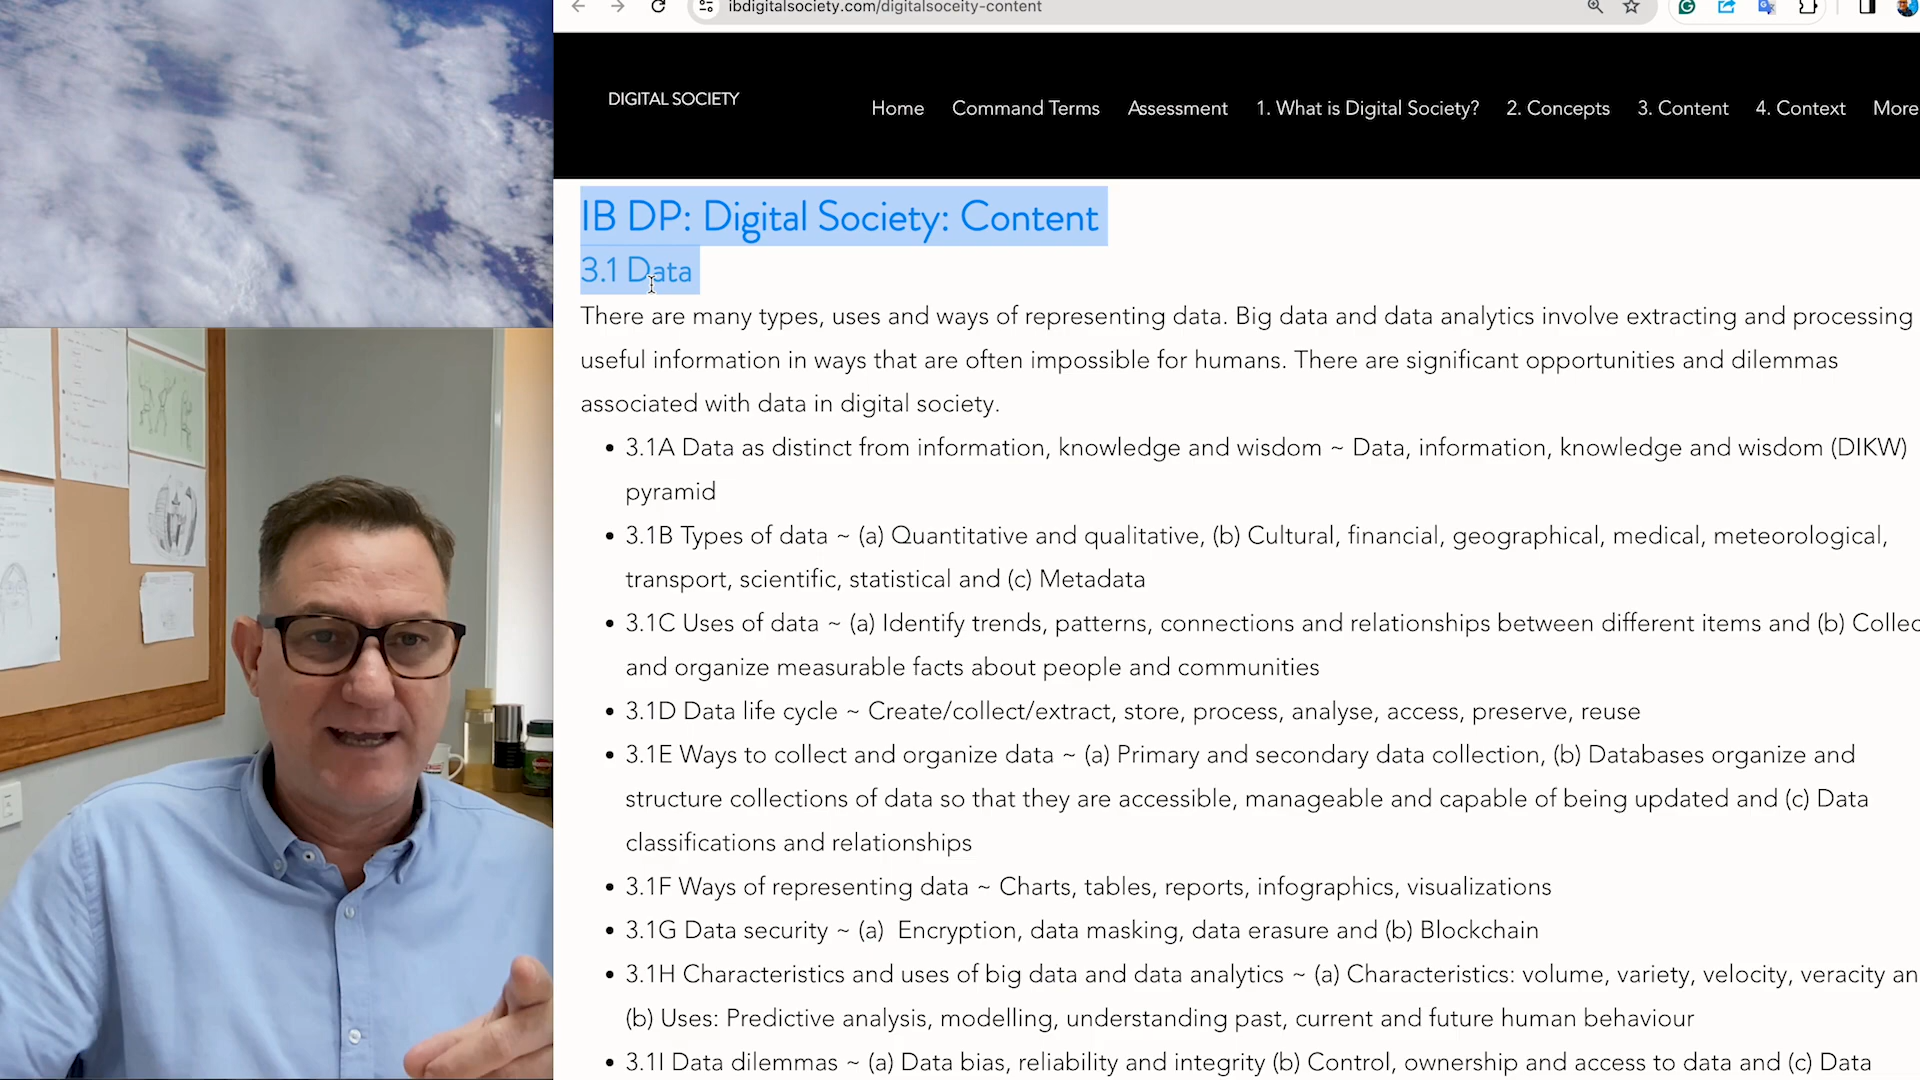 ibdigitalsociety.com/digitalsoceity-content
DIGITAL SOCIETY
Home Command Terms Assessment 1. What is Digital Society? 2. Concepts 3. Content 4. Context More
IB DP: Digital Society: Content
3.1 Data
There are many types, uses and ways of representing data. Big data and data analytics involve extracting and processing
useful information in ways that are often impossible for humans. There are significant opportunities and dilemmas
associated with data in digital society.
• 3.1A Data as distinct from information, knowledge and wisdom ~ Data, information, knowledge and wisdom (DIKW)
pyramid
• 3.1B Types of data ~ (a) Quantitative and qualitative, (b) Cultural, financial, geographical, medical, meteorological,
transport, scientific, statistical and (c) Metadata
• 3.1C Uses of data ~ (a) Identify trends, patterns, connections and relationships between different items and (b) Collec
and organize measurable facts about people and communities
• 3.1D Data life cycle ~ Create/collect/extract, store, process, analyse, access, preserve, reuse
• 3.1E Ways to collect and organize data ~ (a) Primary and secondary data collection, (b) Databases organize and
structure collections of data so that they are accessible, manageable and capable of being updated and (c) Data
classifications and relationships
• 3.1F Ways of representing data ~ Charts, tables, reports, infographics, visualizations
• 3.1G Data security ~ (a) Encryption, data masking, data erasure and (b) Blockchain
• 3.1H Characteristics and uses of big data and data analytics ~ (a) Characteristics: volume, variety, velocity, veracity an
(b) Uses: Predictive analysis, modelling, understanding past, current and future human behaviour
• 3.1I Data dilemmas ~ (a) Data bias, reliability and integrity (b) Control, ownership and access to data and (c) Data